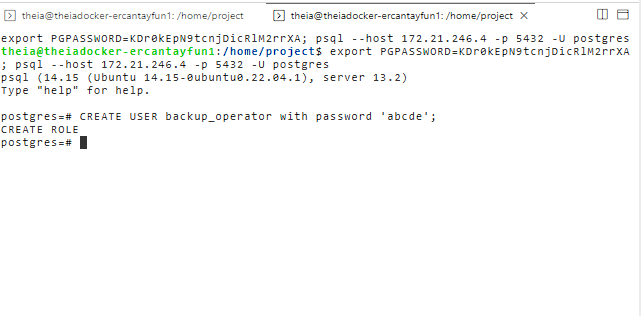 theia@theiadocker-ercantayfun1: /home/project theia@theiadocker-ercantayfun1: /home/project
export PGPASSWORD=KDr0kEpN9tcnjDicRlM2rrXA; psql --host 172.21.246.4 -p 5432 -U postgres
theia@theiadocker-ercantayfun1:/home/project$ export PGPASSWORD=KDr0kEpN9tcnjDicRlM2rrXA
; psql --host 172.21.246.4 -p 5432 -U postgres
psql (14.15 (Ubuntu 14.15-0ubuntu0.22.04.1), server 13.2)
Type "help" for help.
postgres=# CREATE USER backup_operator with password 'abcde';
CREATE ROLE
postgres=#